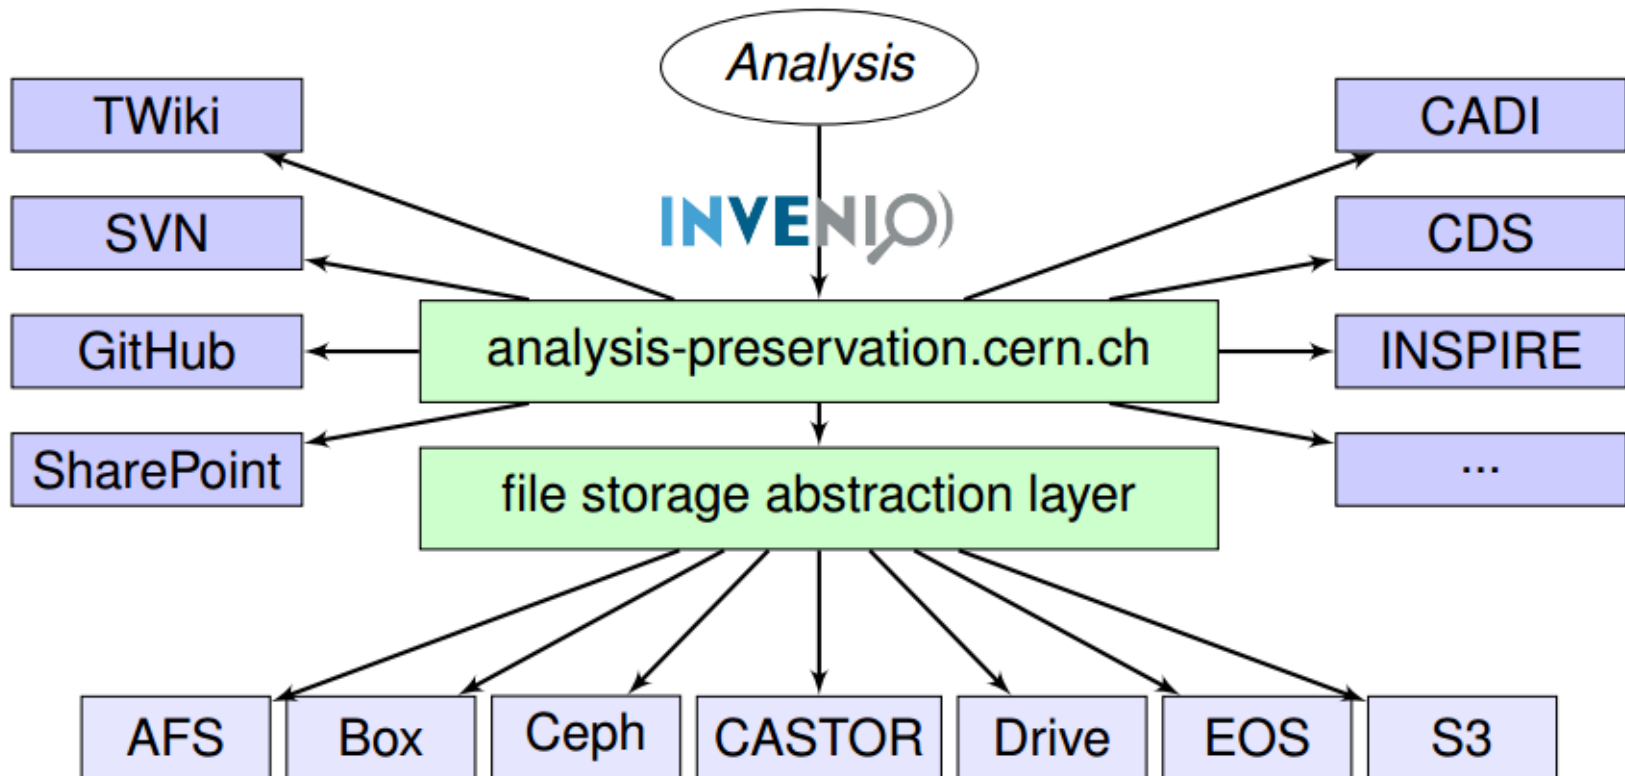 Analysis
TWiki
CADI
INVENIO
SVN
CDS
GitHub
analysis-preservation.cern.ch
INSPIRE
SharePoint
file storage abstraction layer
...
AFS
Box
Ceph
CASTOR
Drive
EOS
S3